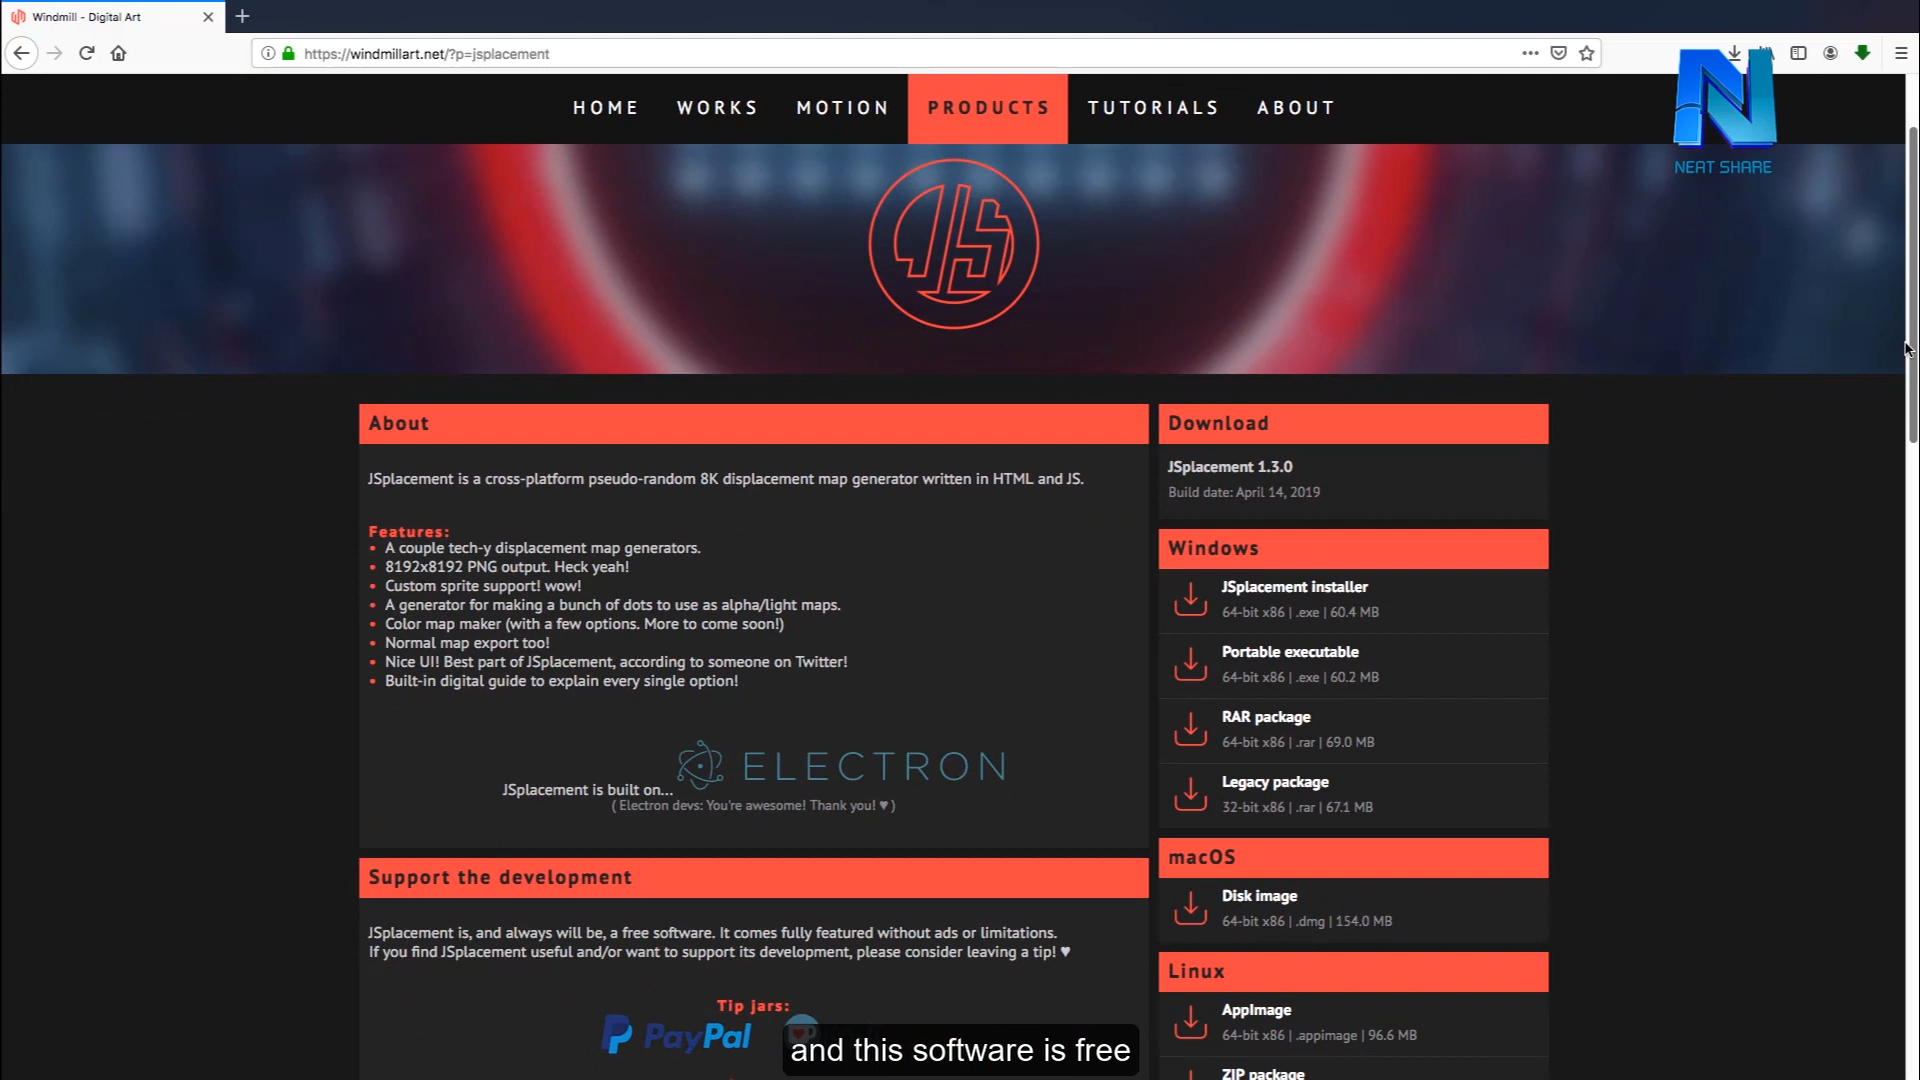 Windmill - Digital Art
https://windmillart.net/?p=jsplacement
HOME WORKS MOTION PRODUCTS TUTORIALS ABOUT
NEAT SHARE
About
JSplacement is a cross-platform pseudo-random 8K displacement map generator written in HTML and JS.
Features:
• A couple tech-y displacement map generators.
• 8192x8192 PNG output. Heck yeah!
• Custom sprite support! wow!
• A generator for making a bunch of dots to use as alpha/light maps.
• Color map maker (with a few options. More to come soon!)
• Normal map export too!
• Nice UI! Best part of JSplacement, according to someone on Twitter!
• Built-in digital guide to explain every single option!
JSplacement is built on... ELECTRON
( Electron devs: You're awesome! Thank you! ♥ )
Support the development
JSplacement is, and always will be, a free software. It comes fully featured without ads or limitations.
If you find JSplacement useful and/or want to support its development, please consider leaving a tip! ♥
Tip jars:
PayPal
Download
JSplacement 1.3.0
Build date: April 14, 2019
Windows
JSplacement installer
64-bit x86 | .exe | 60.4 MB
Portable executable
64-bit x86 | .exe | 60.2 MB
RAR package
64-bit x86 | .rar | 69.0 MB
Legacy package
32-bit x86 | .rar | 67.1 MB
macOS
Disk image
64-bit x86 | .dmg | 154.0 MB
Linux
AppImage
64-bit x86 | .appimage | 96.6 MB
ZIP package
and this software is free